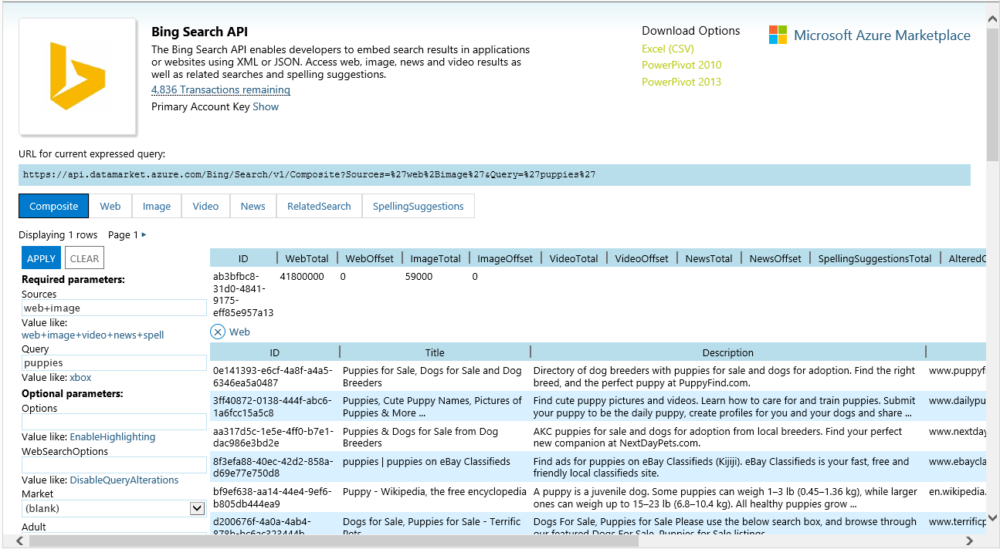 Bing Search API
The Bing Search API enables developers to embed search results in applications
or websites using XML or JSON. Access web, image, news and video results as
well as related searches and spelling suggestions.
4,836 Transactions remaining
Primary Account Key Show
Download Options
Excel (CSV)
PowerPivot 2010
PowerPivot 2013
Microsoft Azure Marketplace
URL for current expressed query:
https://api.datamarket.azure.com/Bing/Search/v1/Composite?Sources=%27web%2Bimage%27&Query=%27puppies%27
Composite Web Image Video News RelatedSearch SpellingSuggestions
Displaying 1 rows Page 1
APPLY CLEAR
Required parameters:
Sources
web+image
Value like:
web+image+video+news+spell
Query
puppies
Value like: xbox
Optional parameters:
Options
Value like: EnableHighlighting
WebSearchOptions
Value like: DisableQueryAlterations
Market
(blank)
Adult
ID WebTotal WebOffset ImageTotal ImageOffset VideoTotal VideoOffset NewsTotal NewsOffset SpellingSuggestionsTotal AlteredC
ab3bfbc8- 41800000 0 59000 0
31d0-4841-
9175-
eff85e957a13
Web
ID Title Description
0e141393-e6cf-4a8f-a4a5- Puppies for Sale, Dogs for Sale and Dog Directory of dog breeders with puppies for sale and dogs for adoption. Find the right www.puppyf
6346ea5a0487 Breeders breed, and the perfect puppy at PuppyFind.com.
3ff40872-0138-444f-abc6- Puppies, Cute Puppy Names, Pictures of Find cute puppy pictures and videos. Learn how to care for and train puppies. Submit www.dailypu
1a6fcc15a5c8 Puppies & More ... your puppy to be the daily puppy, create profiles for you and your dogs and share ...
aa317d5c-1e5e-4ff0-b7e1- Puppies & Dogs for Sale from Dog AKC puppies for sale and dogs for adoption from local breeders. Find your perfect www.nextday
dac986e3bd2e Breeders new companion at NextDayPets.com.
8f3efa88-40ec-42d2-858a- puppies | puppies on eBay Classifieds Find ads for puppies on eBay Classifieds (Kijiji). eBay Classifieds is your fast, free and www.ebaycla
d69e77e750d8 friendly local classifieds site.
bf9ef638-aa14-44e4-9ef6- Puppy - Wikipedia, the free encyclopedia A puppy is a juvenile dog. Some puppies can weigh 1–3 lb (0.45–1.36 kg), while larger en.wikipedia.
b805db444ea9 ones can weigh up to 15–23 lb (6.8–10.4 kg). All healthy puppies grow ...
d200676f-4a0a-4ab4- Dogs for Sale, Puppies for Sale - Terrific Dogs For Sale, Puppies for Sale Please use the below search box, and browse through www.terrificp
878b-bc6ac323444b Pets our featured Dogs For Sale, Puppies for Sale listings.